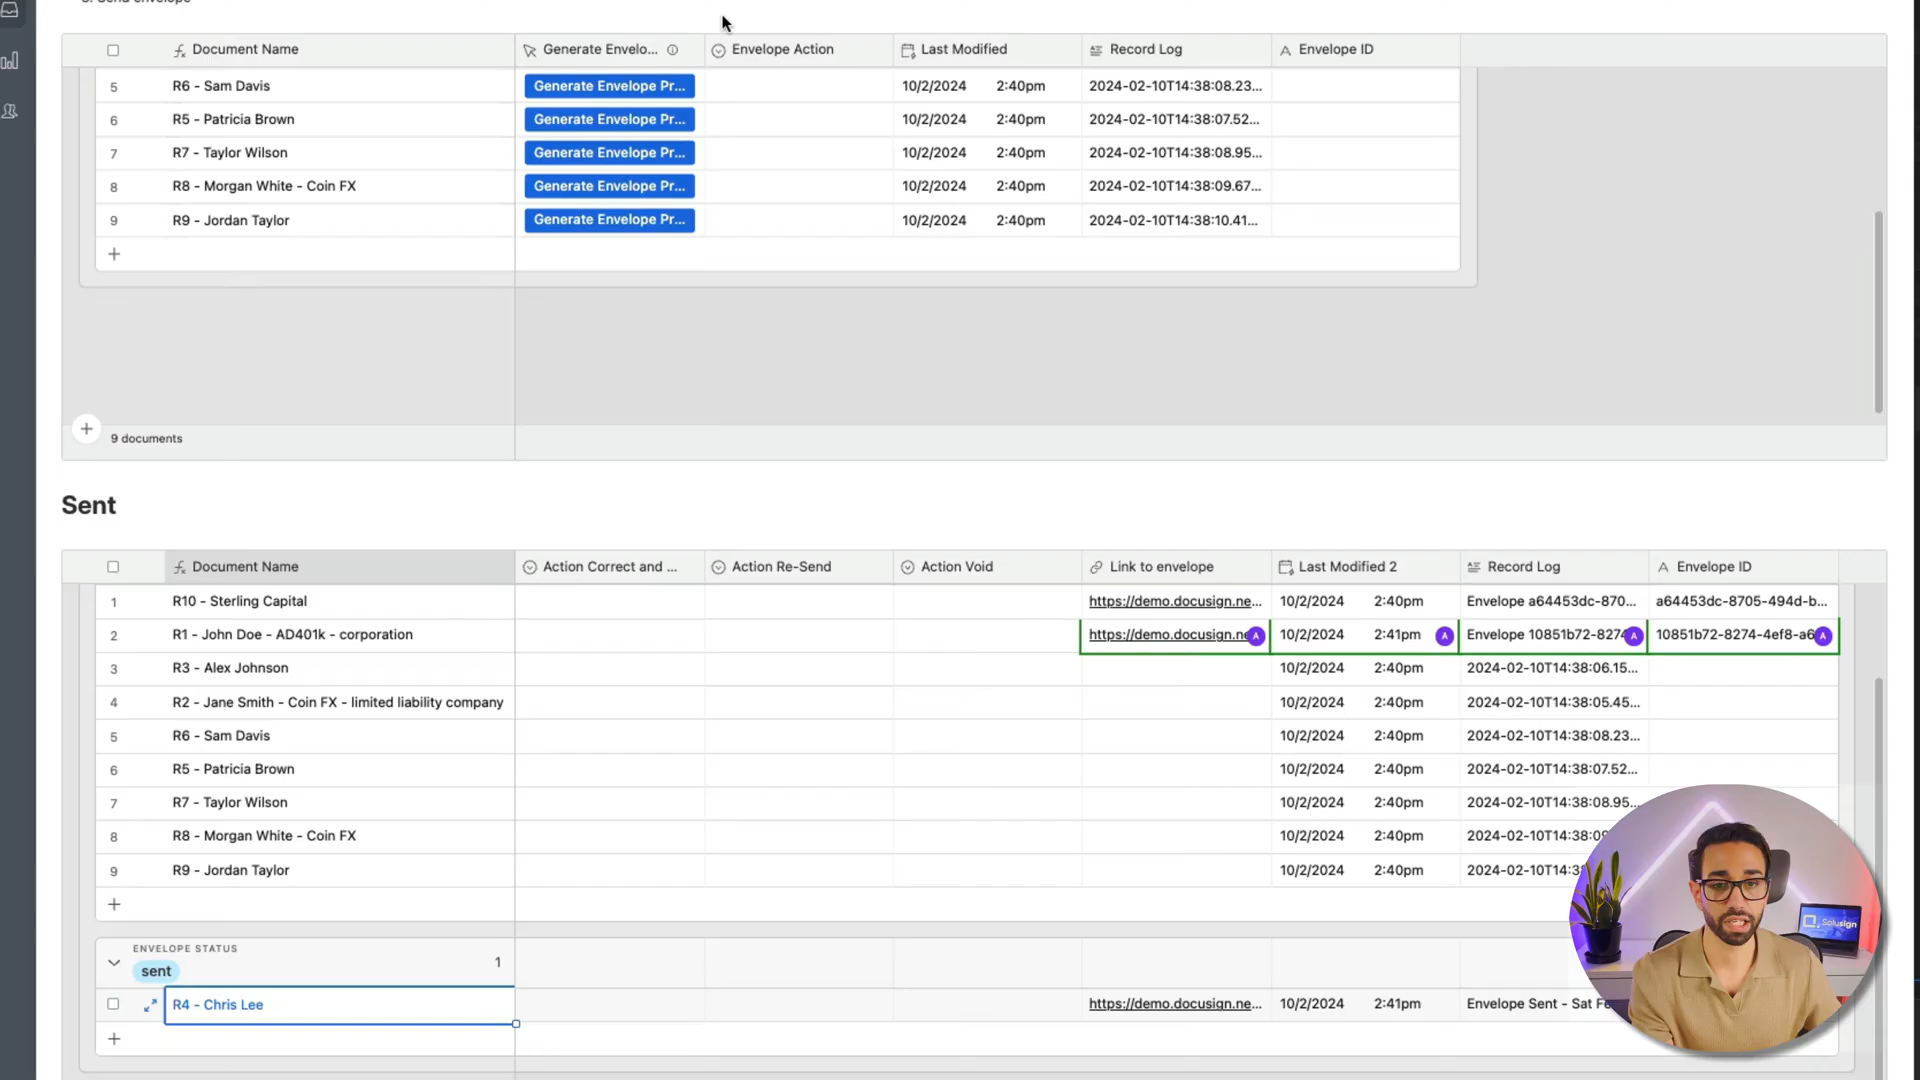 Document Name Generate Envelo... Envelope Action Last Modified Record Log Envelope ID
5 R6 - Sam Davis Generate Envelope Pr... 10/2/2024 2:40pm 2024-02-10T14:38:08.23...
6 R5 - Patricia Brown Generate Envelope Pr... 10/2/2024 2:40pm 2024-02-10T14:38:07.52...
7 R7 - Taylor Wilson Generate Envelope Pr... 10/2/2024 2:40pm 2024-02-10T14:38:08.95...
8 R8 - Morgan White - Coin FX Generate Envelope Pr... 10/2/2024 2:40pm 2024-02-10T14:38:09.67...
9 R9 - Jordan Taylor Generate Envelope Pr... 10/2/2024 2:40pm 2024-02-10T14:38:10.41...
9 documents
Sent
Document Name Action Correct and ... Action Re-Send Action Void Link to envelope Last Modified 2 Record Log Envelope ID
1 R10 - Sterling Capital https://demo.docusign.ne... 10/2/2024 2:40pm Envelope a64453dc-870... a64453dc-8705-494d-b...
2 R1 - John Doe - AD401k - corporation https://demo.docusign.ne A 10/2/2024 2:41pm A Envelope 10851b72-8274 A 10851b72-8274-4ef8-a6 A
3 R3 - Alex Johnson 10/2/2024 2:40pm 2024-02-10T14:38:06.15...
4 R2 - Jane Smith - Coin FX - limited liability company 10/2/2024 2:40pm 2024-02-10T14:38:05.45...
5 R6 - Sam Davis 10/2/2024 2:40pm 2024-02-10T14:38:08.23...
6 R5 - Patricia Brown 10/2/2024 2:40pm 2024-02-10T14:38:07.52...
7 R7 - Taylor Wilson 10/2/2024 2:40pm 2024-02-10T14:38:08.95...
8 R8 - Morgan White - Coin FX 10/2/2024 2:40pm 2024-02-10T14:38:09
9 R9 - Jordan Taylor 10/2/2024 2:40pm 2024-02-10T14:3
Solusign
ENVELOPE STATUS
sent 1
R4 - Chris Lee https://demo.docusign.ne... 10/2/2024 2:41pm Envelope Sent - Sat Fe